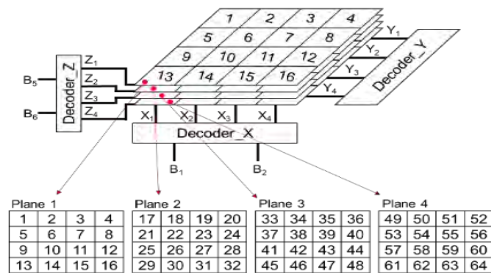 1 2 3 4
5 6 7 8
9 10 11 12
13 14 15 16
Y1
Y2
Y3
Y4
Decoder_Y
Z1
Z2
Z3
Z4
Decoder_Z
B5
B6
X1 X2 X3 X4
Decoder_X
B1 B2
Plane 1
1 2 3 4
5 6 7 8
9 10 11 12
13 14 15 16
Plane 2
17 18 19 20
21 22 23 24
25 26 27 28
29 30 31 32
Plane 3
33 34 35 36
37 38 39 40
41 42 43 44
45 46 47 48
Plane 4
49 50 51 52
53 54 55 56
57 58 59 60
61 62 63 64